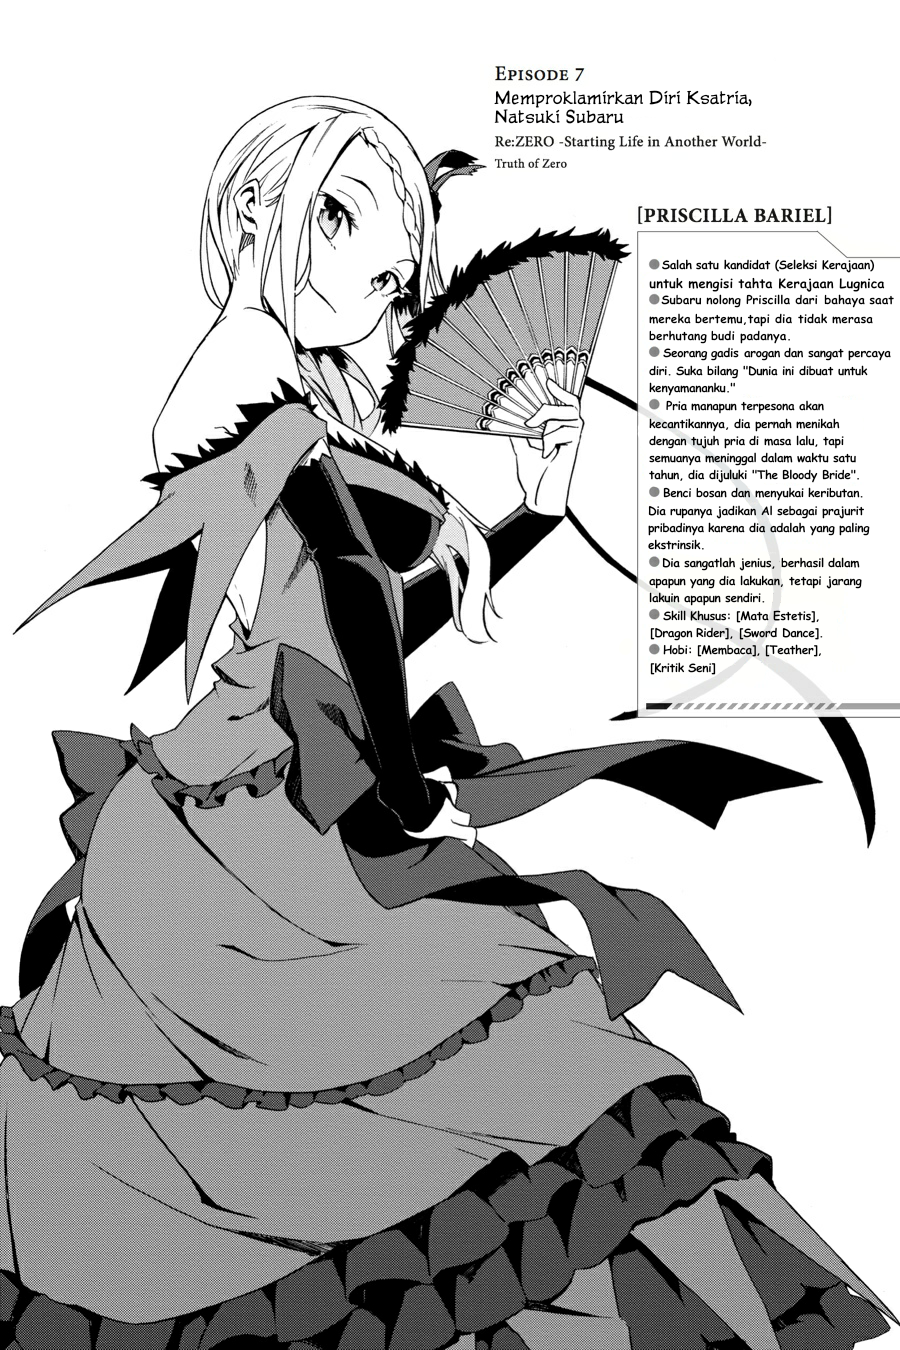 EPISODE 7
Memproklamirkan Diri Ksatria,
Natsuki Subaru
Re:ZERO -Starting Life in Another World-
Truth of Zero
[PRISCILLA BARIEL]
●Salah satu kandidat (Seleksi Kerajaan)
untuk mengisi tahta Kerajaan Lugnica
●Subaru nolong Priscilla dari bahaya saat
mereka bertemu,tapi dia tidak merasa
berhutang budi padanya.
● Seorang gadis arogan dan sangat percaya
diri. Suka bilang "Dunia ini dibuat untuk
kenyamananku."
● Pria manapun terpesona akan
kecantikannya, dia pernah menikah
dengan tujuh pria di masa lalu, tapi
semuanya meninggal dalam waktu satu
tahun, dia dijuluki "The Bloody Bride".
● Benci bosan dan menyukai keributan.
Dia rupanya jadikan Al sebagai prajurit
pribadinya karena dia adalah yang paling
ekstrinsik.
●Dia sangatlah jenius, berhasil dalam
apapun yang dia lakukan, tetapi jarang
lakuin apapun sendiri.
● Skill Khusus: [Mata Estetis],
[Dragon Rider], [Sword Dance].
● Hobi: [Membaca], [Teather],
[Kritik Seni]